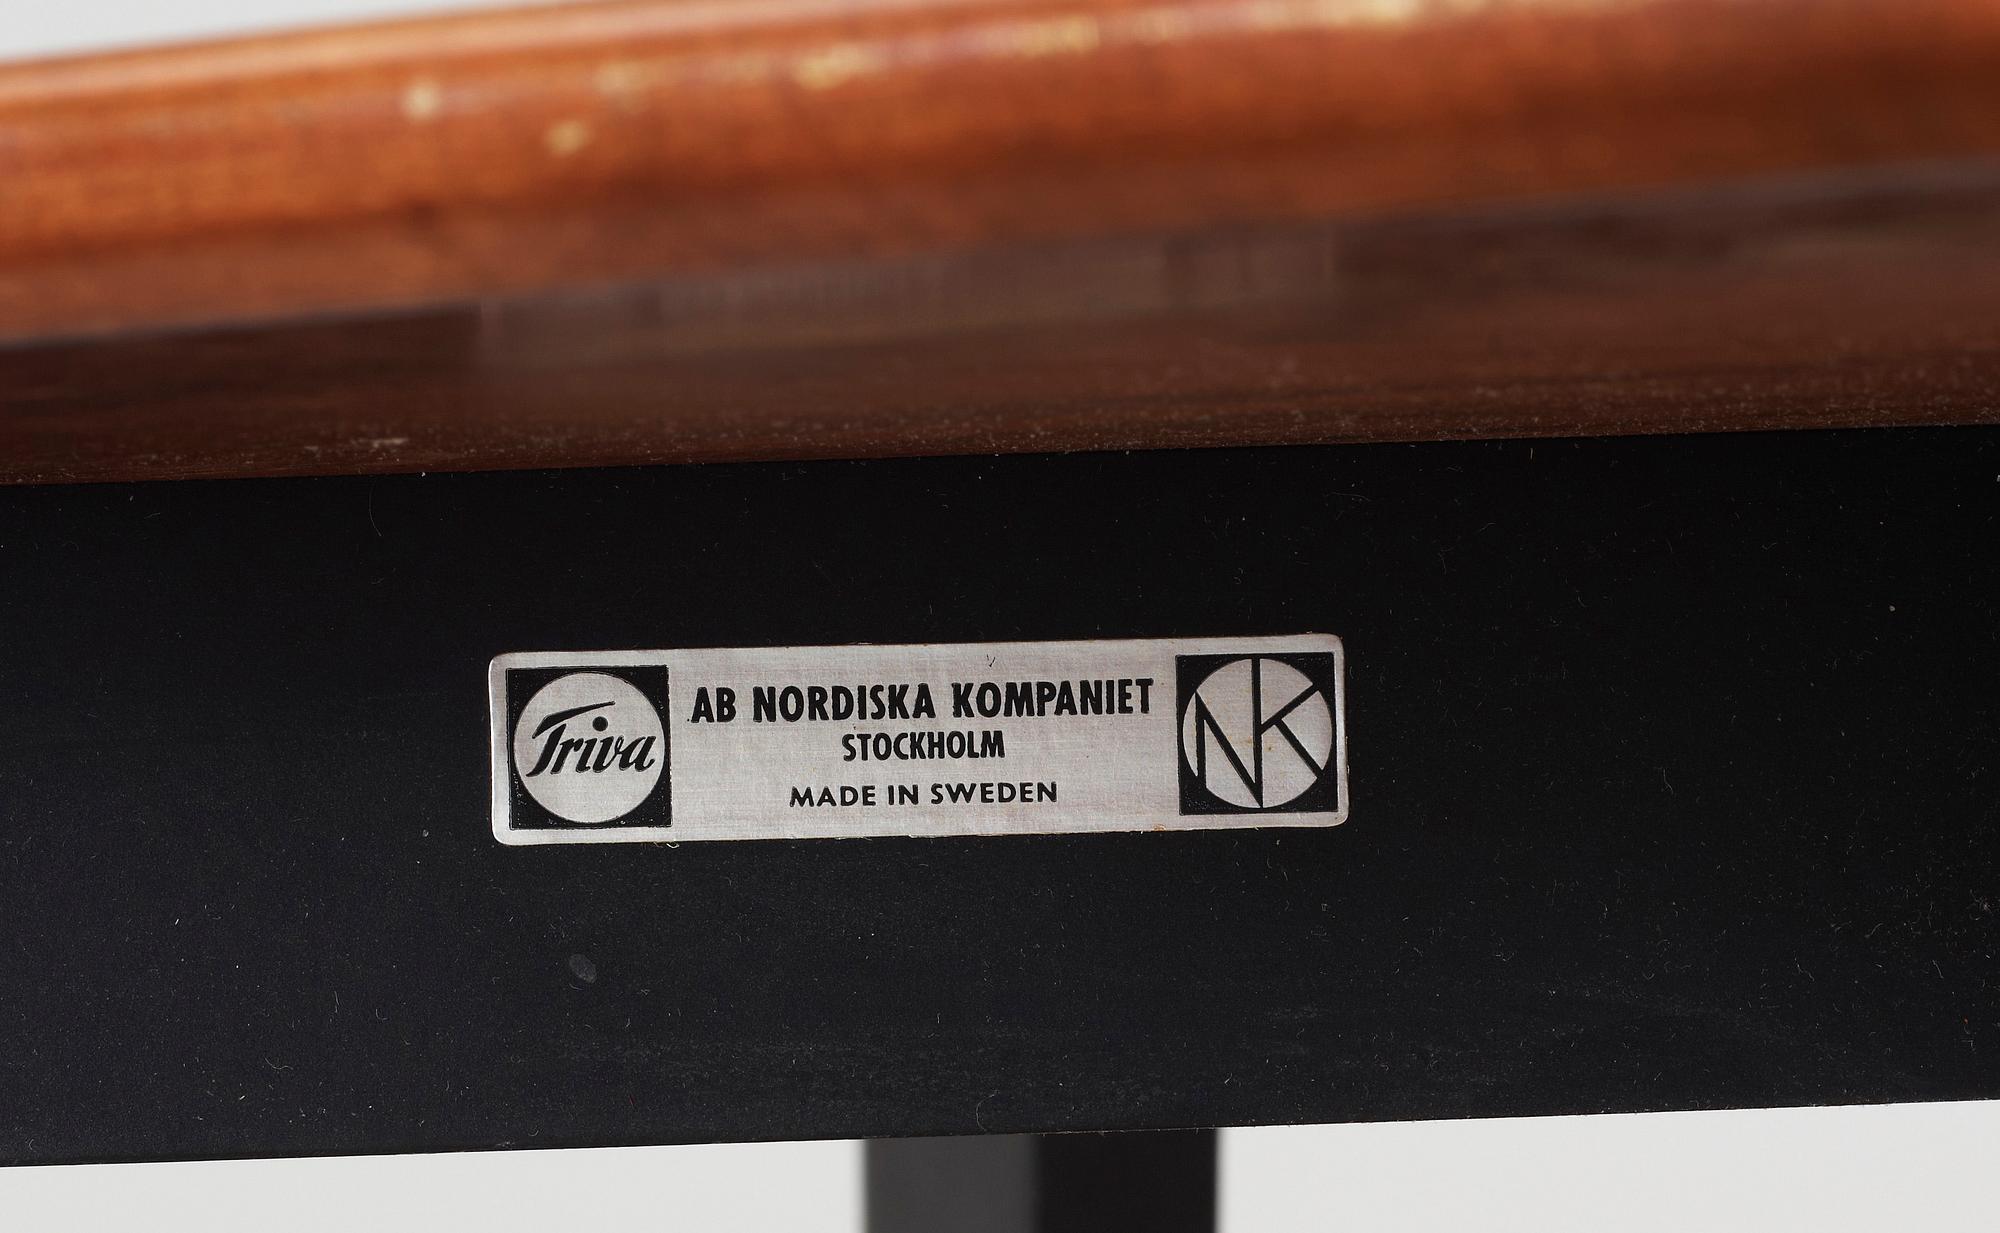 Triva
AB NORDISKA KOMPANIET
STOCKHOLM
MADE IN SWEDEN
NK